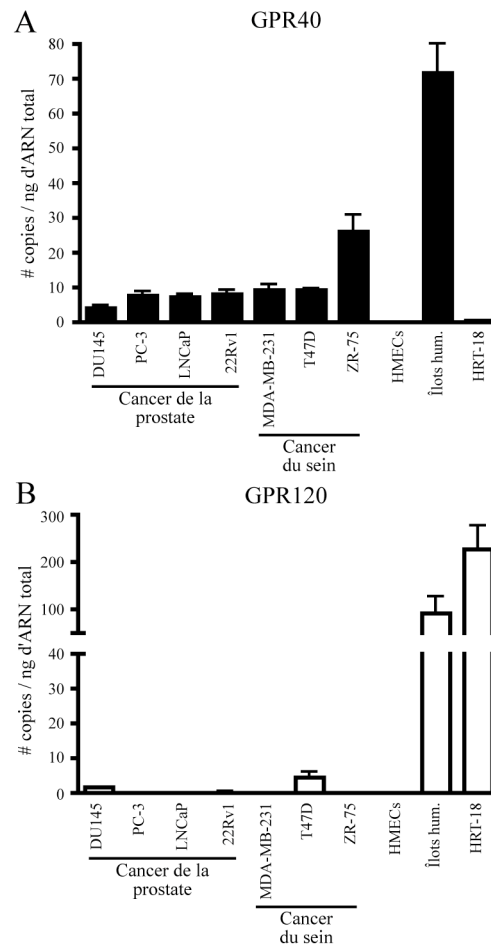 A
GPR40
# copies / ng d'ARN total
80
70
60
50
40
30
20
10
0
DU145
PC-3
LNCaP
22Rv1
MDA-MB-231
T47D
ZR-75
HMECs
Îlots hum.
HRT-18
Cancer de la
prostate
Cancer
du sein
B
GPR120
# copies / ng d'ARN total
300
200
100
40
30
20
10
0
DU145
PC-3
LNCaP
22Rv1
MDA-MB-231
T47D
ZR-75
HMECs
Îlots hum.
HRT-18
Cancer de la
prostate
Cancer
du sein